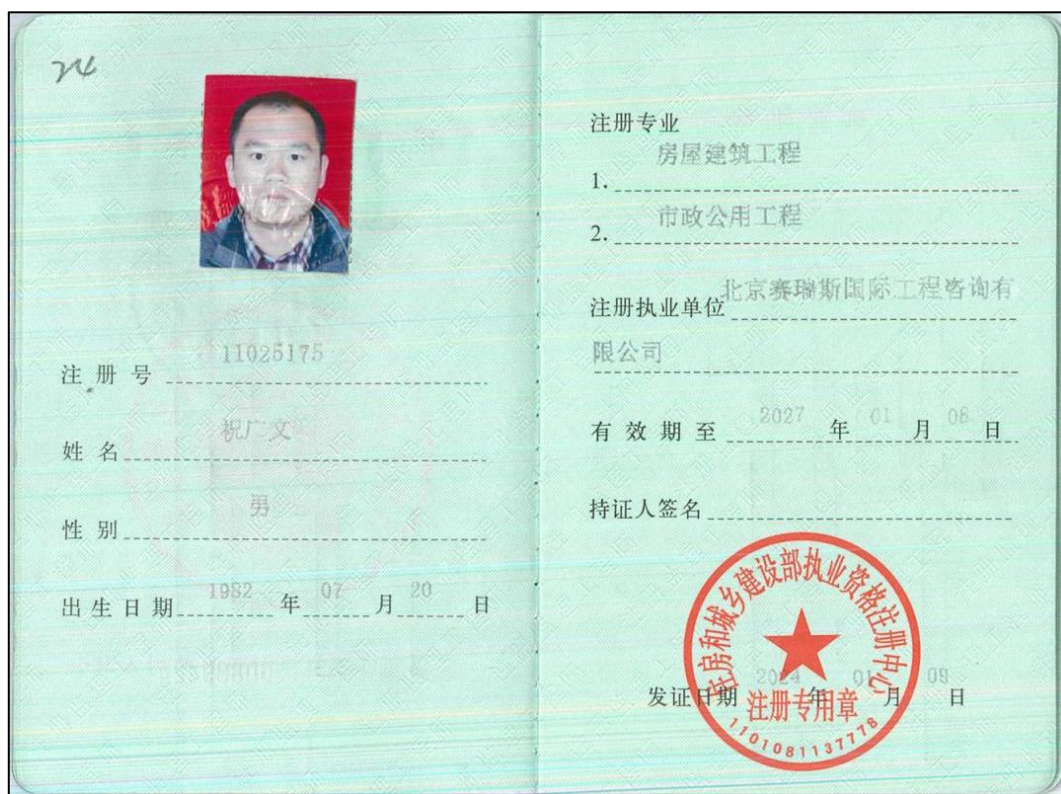 24
注册号 11025175
姓名 祝广文
性别 男
出生日期 1982 年 07 月 20 日
注册专业
1. 房屋建筑工程
2. 市政公用工程
注册执业单位 北京赛瑞斯国际工程咨询有
限公司
有效期至 2027 年 01 月 08 日
持证人签名
住房和城乡建设部执业资格注册中心
发证日期 2024 年 01 月 09 日
注册专用章
1101081137778